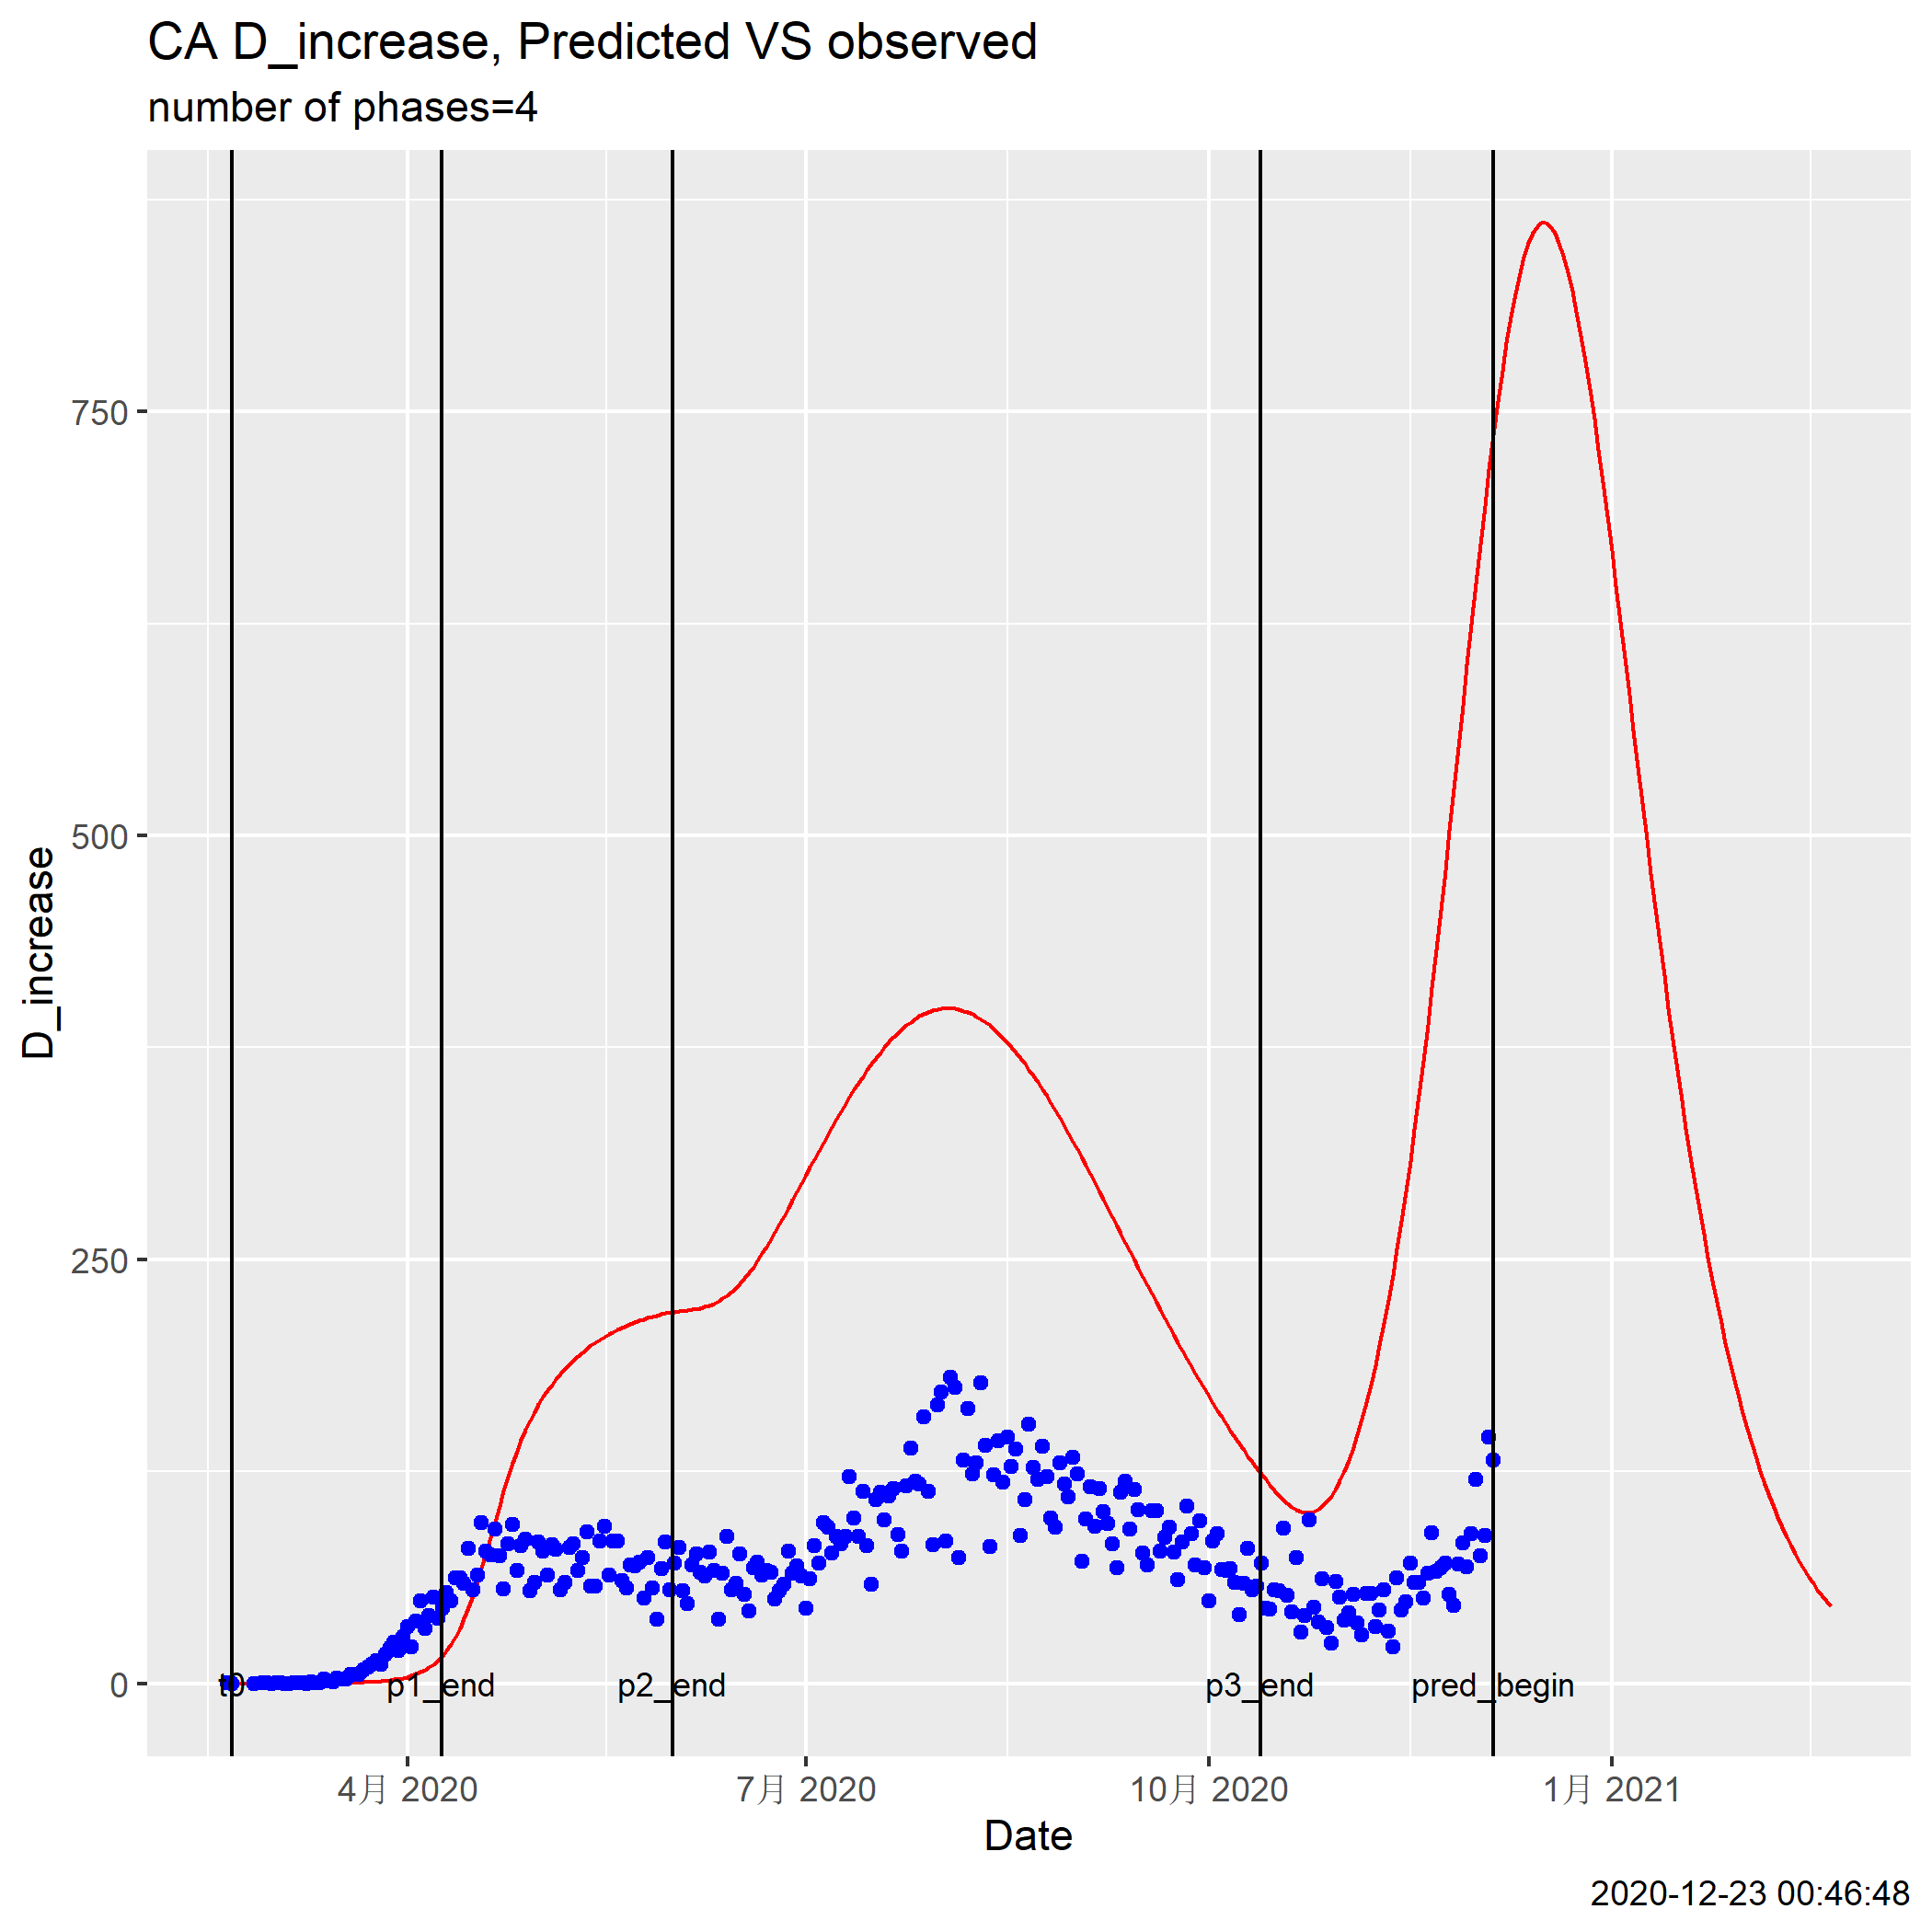 CA D_increase, Predicted VS observed
number of phases=4
D_increase
750
500
250
0
t0
p1_end
p2_end
p3_end
pred_begin
4月 2020
7月 2020
10月 2020
1月 2021
Date
2020-12-23 00:46:48